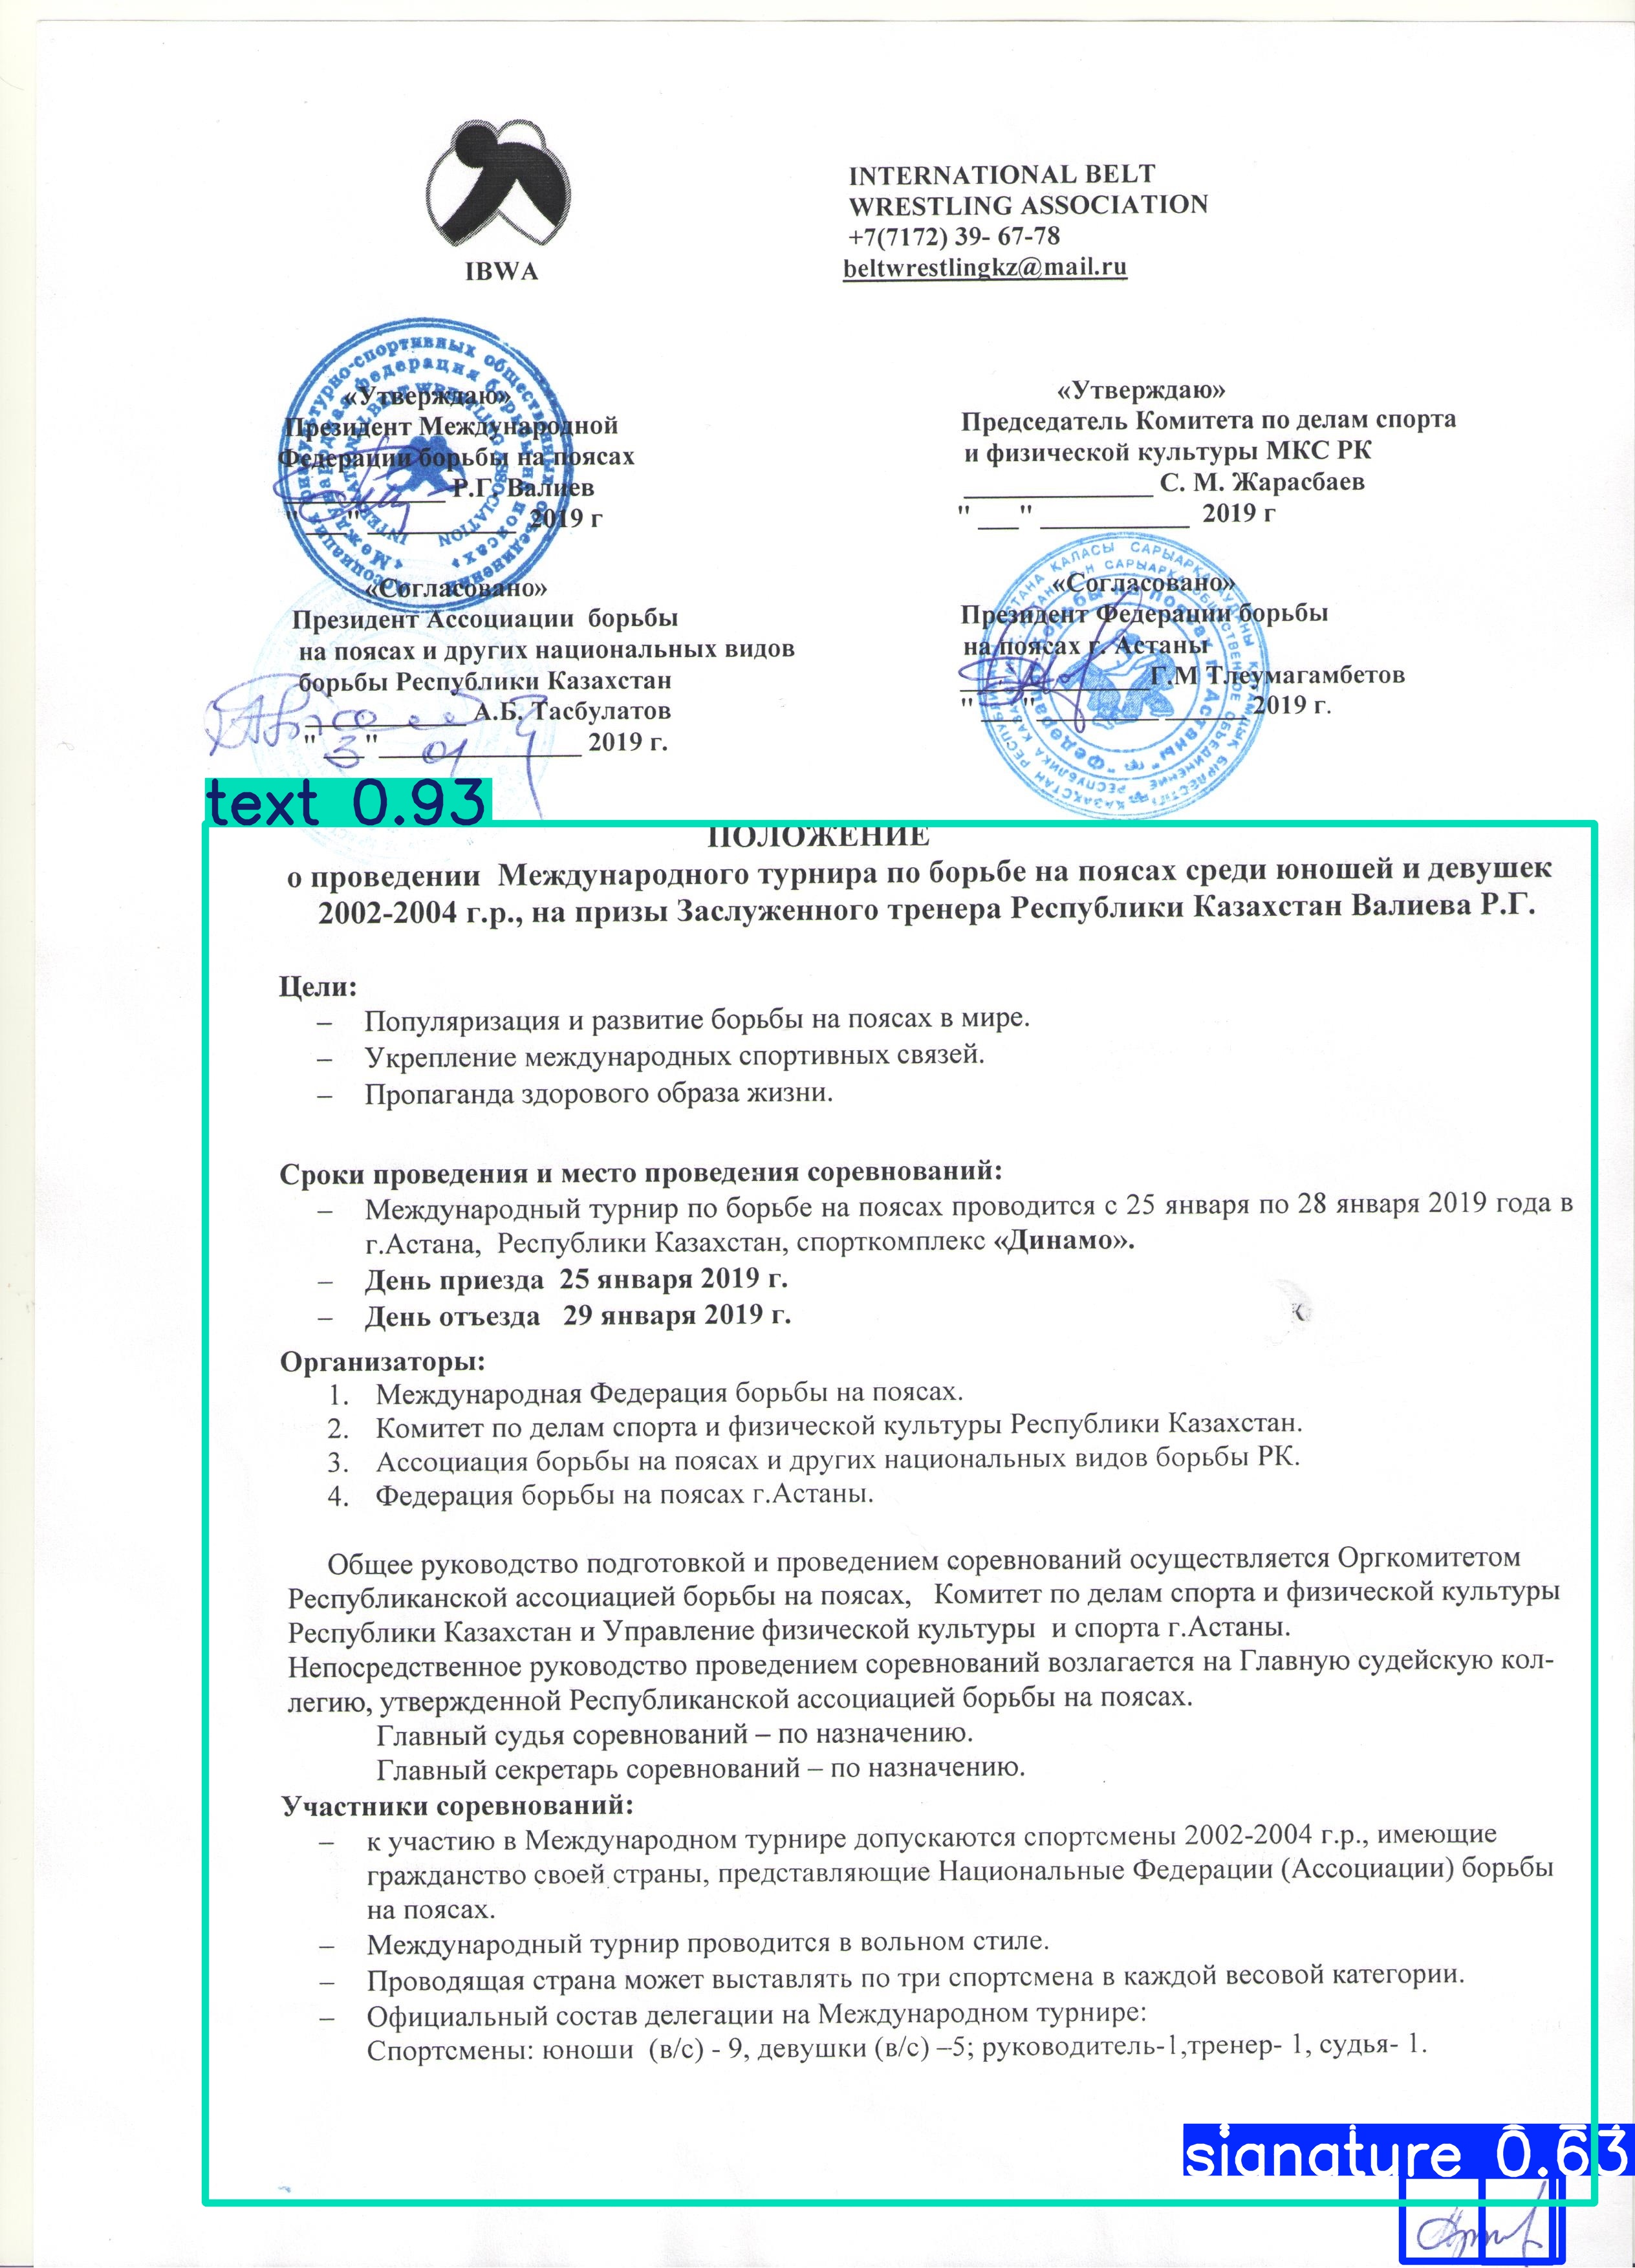 IBWA
INTERNATIONAL BELT
WRESTLING ASSOCIATION
+7(7172) 39- 67-78
beltwrestlingkz@mail.ru
«Утверждаю»
Президент Международной
Федерации борьбы на поясах
Р.Г. Валиев
"___" ___________ 2019 г
«Утверждаю»
Председатель Комитета по делам спорта
и физической культуры МКС РК
______________ С. М. Жарасбаев
"___" ___________ 2019 г
«Согласовано»
Президент Ассоциации борьбы
на поясах и других национальных видов
борьбы Республики Казахстан
____________ А.Б. Тасбулатов
"3" 01 2019 г.
«Согласовано»
Президент Федерации борьбы
на поясах г. Астаны
______________Г.М Тлеумагамбетов
"___" _________ ______ 2019 г.
text 0.93
ПОЛОЖЕНИЕ
о проведении Международного турнира по борьбе на поясах среди юношей и девушек
2002-2004 г.р., на призы Заслуженного тренера Республики Казахстан Валиева Р.Г.
Цели:
– Популяризация и развитие борьбы на поясах в мире.
– Укрепление международных спортивных связей.
– Пропаганда здорового образа жизни.
Сроки проведения и место проведения соревнований:
– Международный турнир по борьбе на поясах проводится с 25 января по 28 января 2019 года в
г.Астана, Республики Казахстан, спорткомплекс «Динамо».
– День приезда 25 января 2019 г.
– День отъезда 29 января 2019 г.
Организаторы:
1. Международная Федерация борьбы на поясах.
2. Комитет по делам спорта и физической культуры Республики Казахстан.
3. Ассоциация борьбы на поясах и других национальных видов борьбы РК.
4. Федерация борьбы на поясах г.Астаны.
Общее руководство подготовкой и проведением соревнований осуществляется Оргкомитетом
Республиканской ассоциацией борьбы на поясах, Комитет по делам спорта и физической культуры
Республики Казахстан и Управление физической культуры и спорта г.Астаны.
Непосредственное руководство проведением соревнований возлагается на Главную судейскую кол-
легию, утвержденной Республиканской ассоциацией борьбы на поясах.
Главный судья соревнований – по назначению.
Главный секретарь соревнований – по назначению.
Участники соревнований:
– к участию в Международном турнире допускаются спортсмены 2002-2004 г.р., имеющие
гражданство своей страны, представляющие Национальные Федерации (Ассоциации) борьбы
на поясах.
– Международный турнир проводится в вольном стиле.
– Проводящая страна может выставлять по три спортсмена в каждой весовой категории.
– Официальный состав делегации на Международном турнире:
Спортсмены: юноши (в/с) - 9, девушки (в/с) –5; руководитель-1,тренер- 1, судья- 1.
signature 0.63